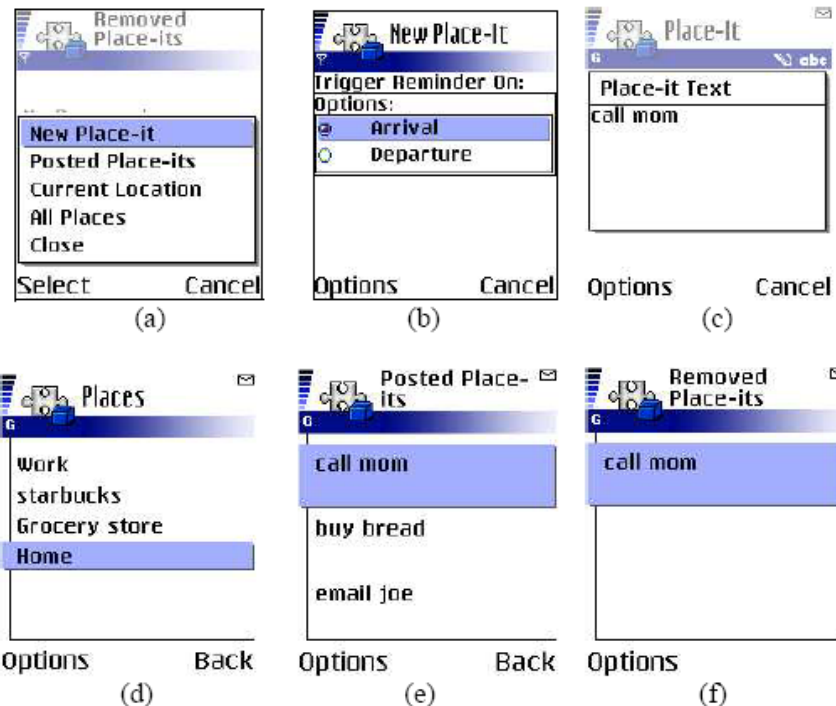 Removed
Place-its
New Place-it
Posted Place-its
Current Location
All Places
Close
Select Cancel
(a)
New Place-It
Trigger Reminder On:
Options:
Arrival
Departure
Options Cancel
(b)
Place-It
G abc
Place-it Text
call mom
Options Cancel
(c)
Places
G
Work
starbucks
Grocery store
Home
Options Back
(d)
Posted Place-
its
G
call mom
buy bread
email joe
Options Back
(e)
Removed
Place-its
G
call mom
Options
(f)